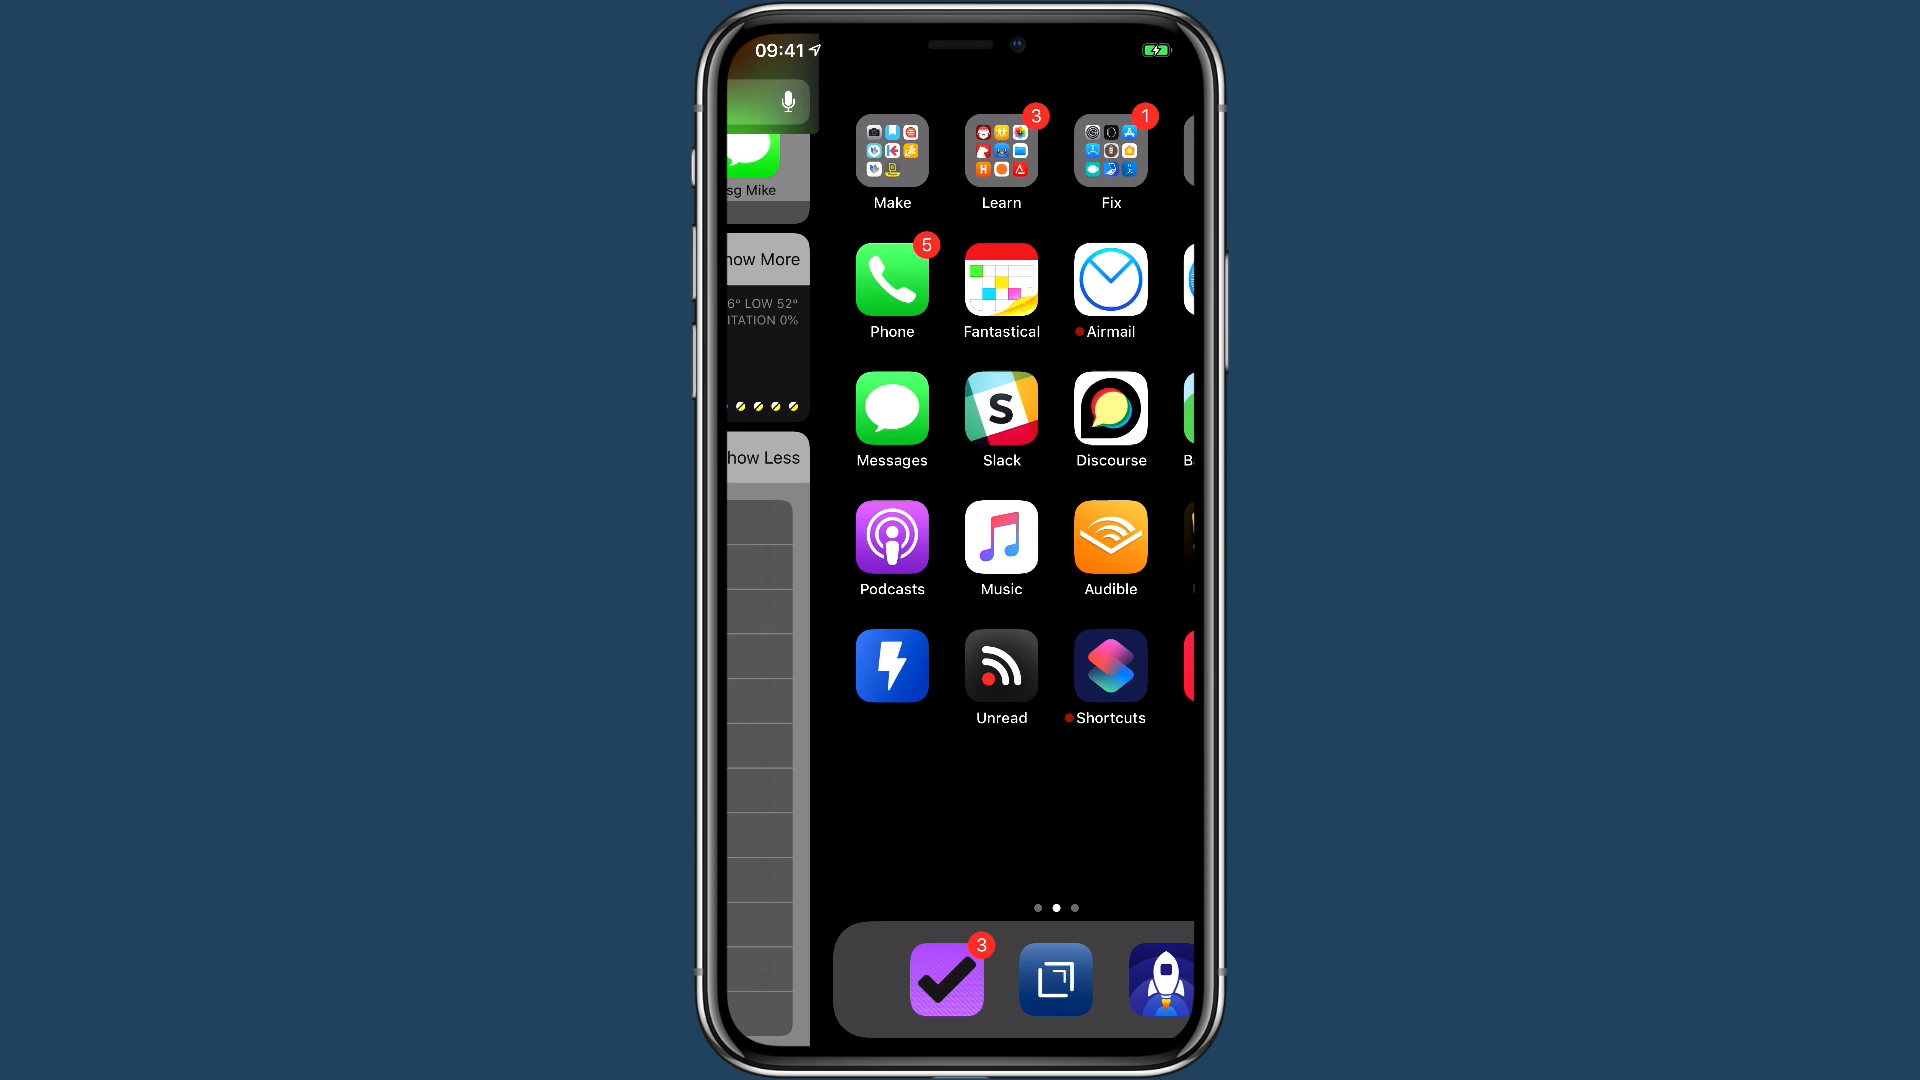 09:41
sg Mike
how More
6° LOW 52°
ITATION 0%
how Less
3
1
Make
Learn
Fix
5
Phone
Fantastical
Airmail
Messages
S
Slack
Discourse
Podcasts
Music
Audible
Unread
Shortcuts
3